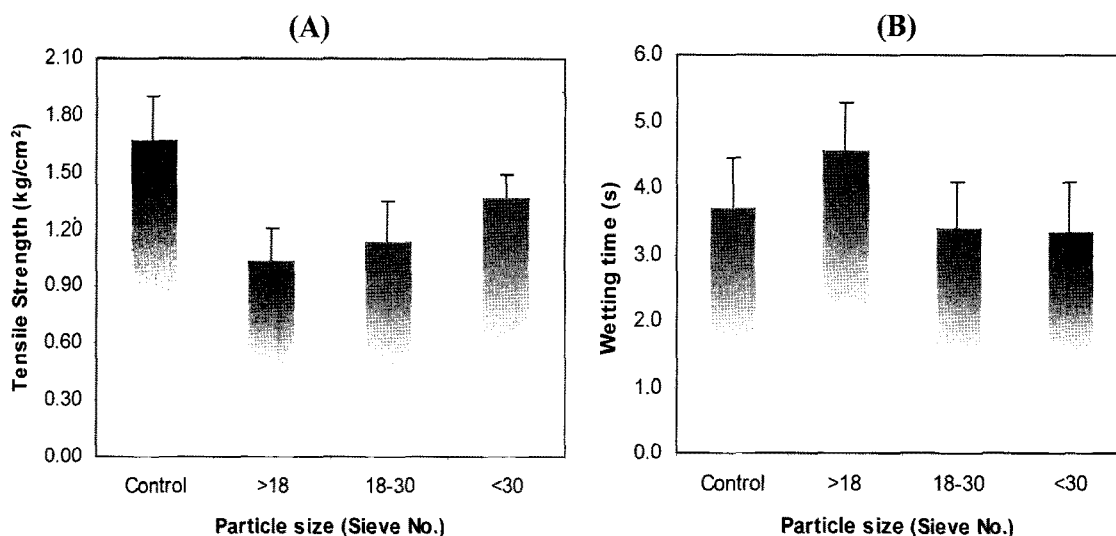 (A)
2.10
1.80
1.50
1.20
0.90
0.60
0.30
0.00
Tensile Strength (kg/cm²)
Control >18 18-30 <30
Particle size (Sieve No.)
(B)
6.0
5.0
4.0
3.0
2.0
1.0
0.0
Wetting time (s)
Control >18 18-30 <30
Particle size (Sieve No.)